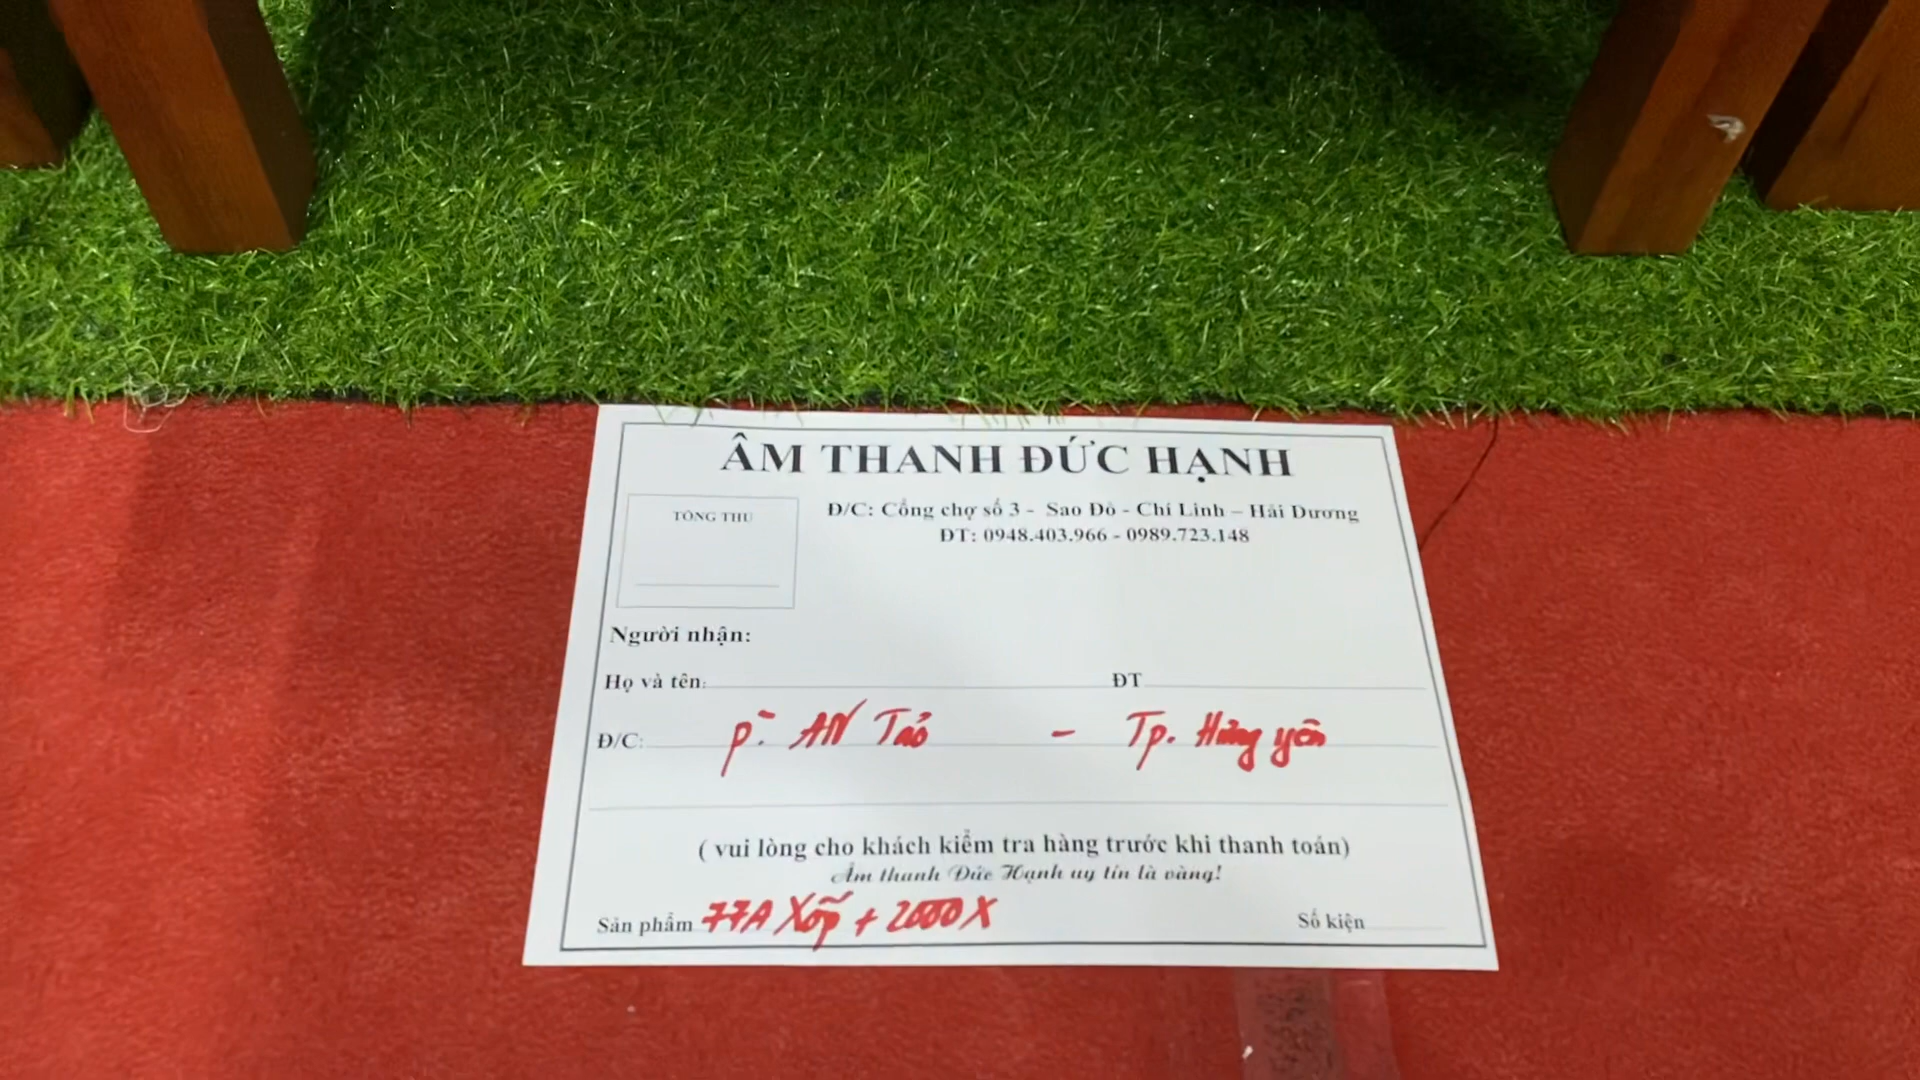 ÂM THANH ĐỨC HẠNH
TỔNG THU
Đ/C: Cổng chợ số 3 - Sao Đỏ - Chí Linh – Hải Dương
ĐT: 0948.403.966 - 0989.723.148
Người nhận:
Họ và tên: ĐT
Đ/C: P. AN Tảo - Tp. Hưng yên
( vui lòng cho khách kiểm tra hàng trước khi thanh toán)
Âm thanh Đức Hạnh uy tín là vàng!
Sản phẩm 77A Xốp + 2000X Số kiện